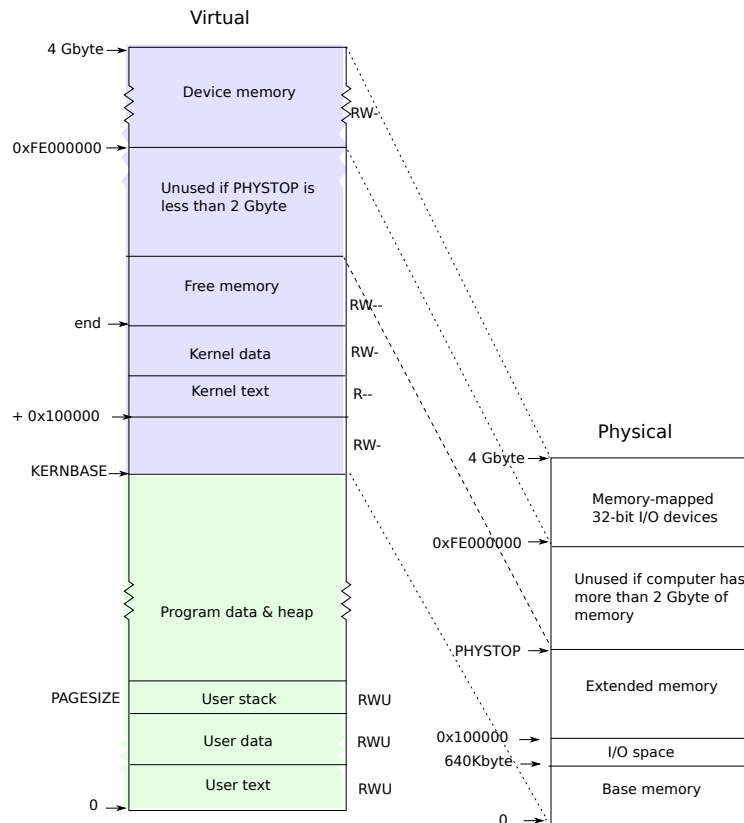 Virtual
4 Gbyte
Device memory
RW-
0xFE000000
Unused if PHYSTOP is
less than 2 Gbyte
Free memory
RW--
end
Kernel data
RW-
Kernel text
R--
+ 0x100000
RW-
KERNBASE
Program data & heap
PAGESIZE
User stack
RWU
User data
RWU
User text
RWU
0
Physical
4 Gbyte
Memory-mapped
32-bit I/O devices
0xFE000000
Unused if computer has
more than 2 Gbyte of
memory
PHYSTOP
Extended memory
0x100000
I/O space
640Kbyte
Base memory
0